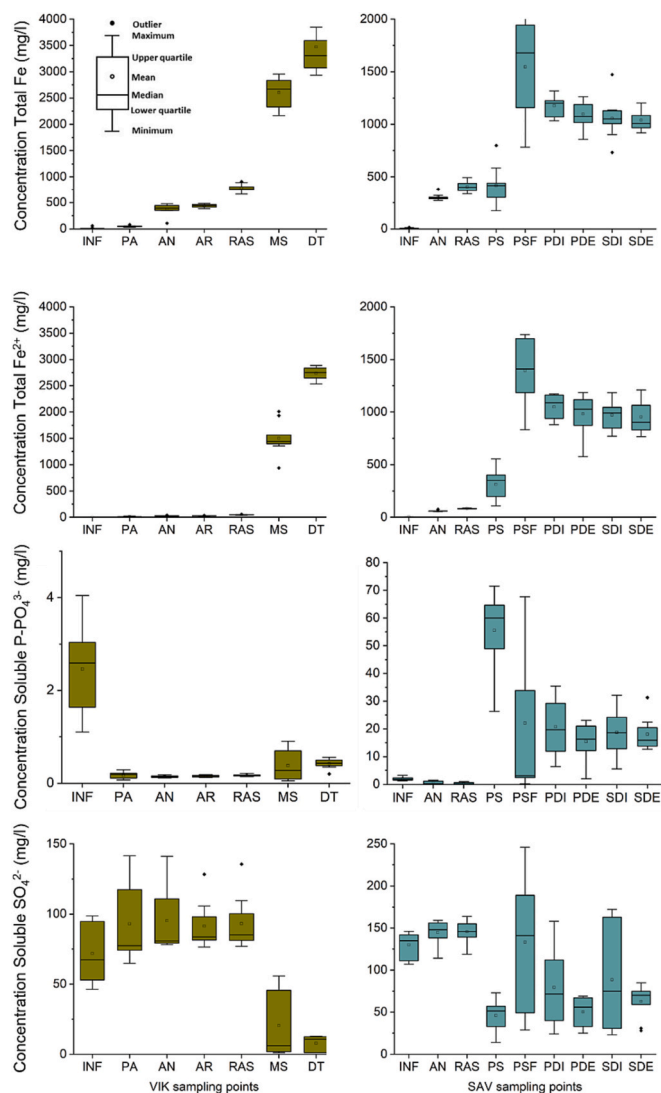 Concentration Total Fe (mg/l)
4000
3500
3000
2500
2000
1500
1000
500
0
Outlier
Maximum
Upper quartile
Mean
Median
Lower quartile
Minimum
INF PA AN AR RAS MS DT
2000
1500
1000
500
0
INF AN RAS PS PSF PDI PDE SDI SDE
Concentration Total Fe²⁺ (mg/l)
4000
3500
3000
2500
2000
1500
1000
500
0
INF PA AN AR RAS MS DT
2000
1500
1000
500
0
INF AN RAS PS PSF PDI PDE SDI SDE
Concentration Soluble P-PO₄³⁻ (mg/l)
4
2
0
INF PA AN AR RAS MS DT
80
70
60
50
40
30
20
10
0
INF AN RAS PS PSF PDI PDE SDI SDE
Concentration Soluble SO₄²⁻ (mg/l)
150
100
50
0
INF PA AN AR RAS MS DT
VIK sampling points
250
200
150
100
50
0
INF AN RAS PS PSF PDI PDE SDI SDE
SAV sampling points